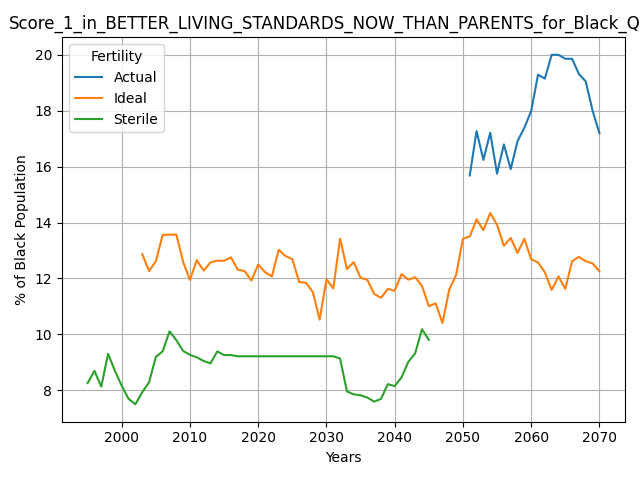 Score_1_in_BETTER_LIVING_STANDARDS_NOW_THAN_PARENTS_for_Black_Q
Fertility
Actual
Ideal
Sterile
% of Black Population
20
18
16
14
12
10
8
2000 2010 2020 2030 2040 2050 2060 2070
Years